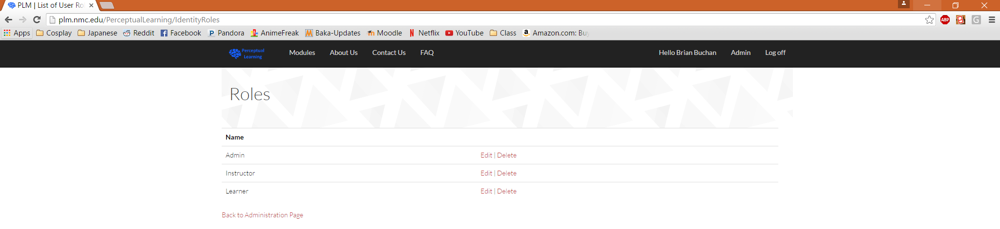 PLM | List of User Ro
plm.nmc.edu/PerceptualLearning/IdentityRoles
ABP G
Apps Cosplay Japanese Reddit Facebook Pandora AnimeFreak Baka-Updates Moodle Netflix YouTube Class Amazon.com: Buy
Perceptual
Learning
Modules About Us Contact Us FAQ Hello Brian Buchan Admin Log off
Roles
Name
Admin Edit | Delete
Instructor Edit | Delete
Learner Edit | Delete
Back to Administration Page